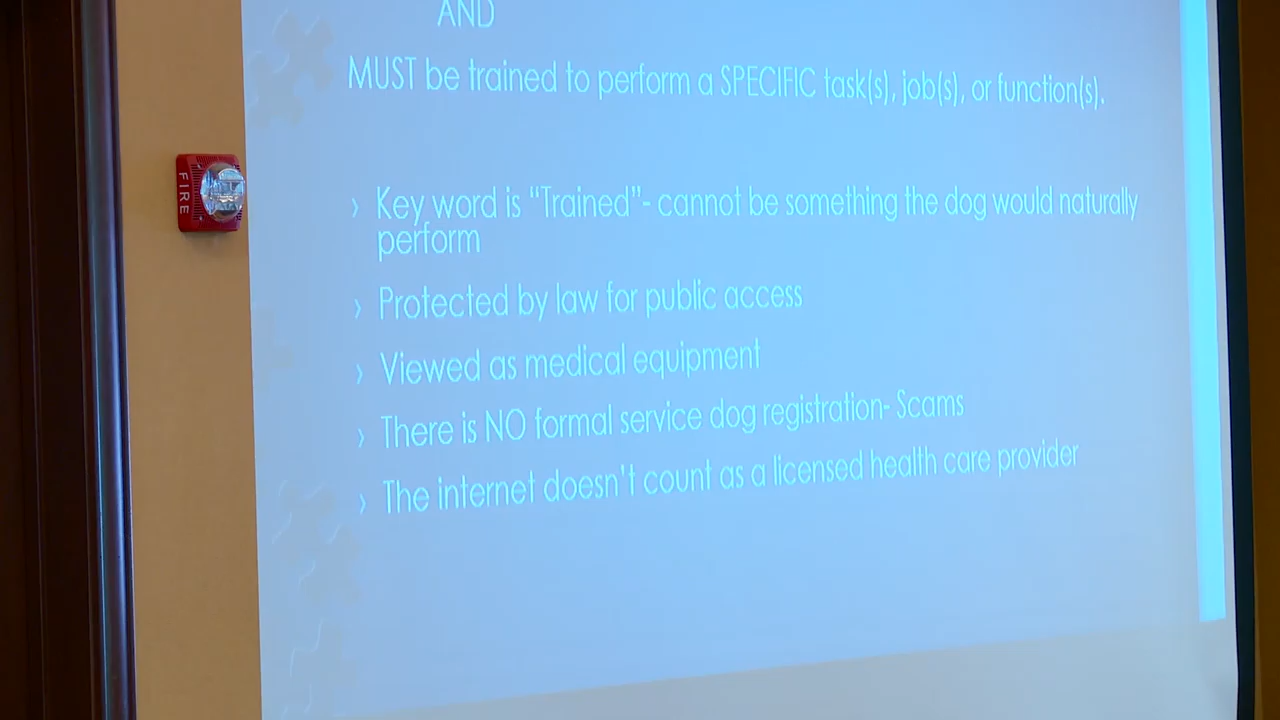 AND
MUST be trained to perform a SPECIFIC task(s), job(s), or function(s).
FIRE
› Key word is “Trained”- cannot be something the dog would naturally
perform
› Protected by law for public access
› Viewed as medical equipment
› There is NO formal service dog registration- Scams
› The internet doesn’t count as a licensed health care provider